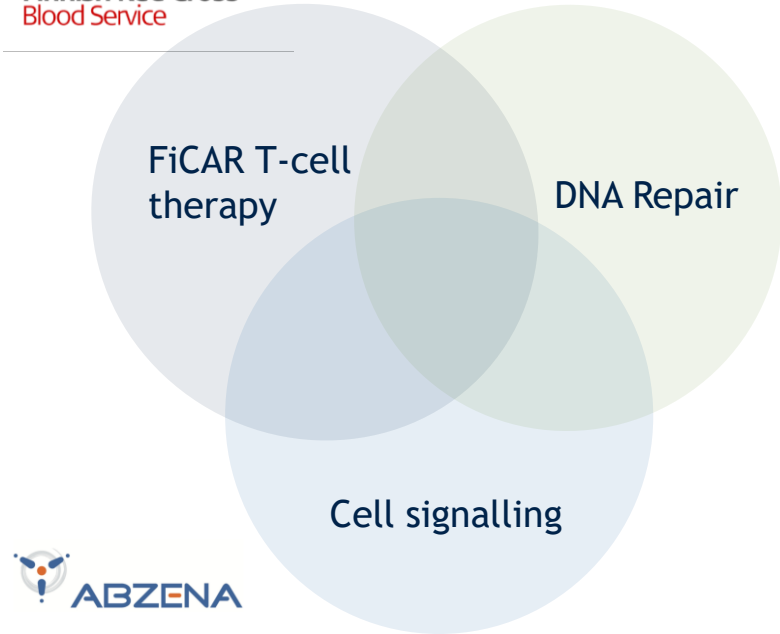 Blood Service
FiCAR T-cell
therapy
DNA Repair
Cell signalling
ABZENA